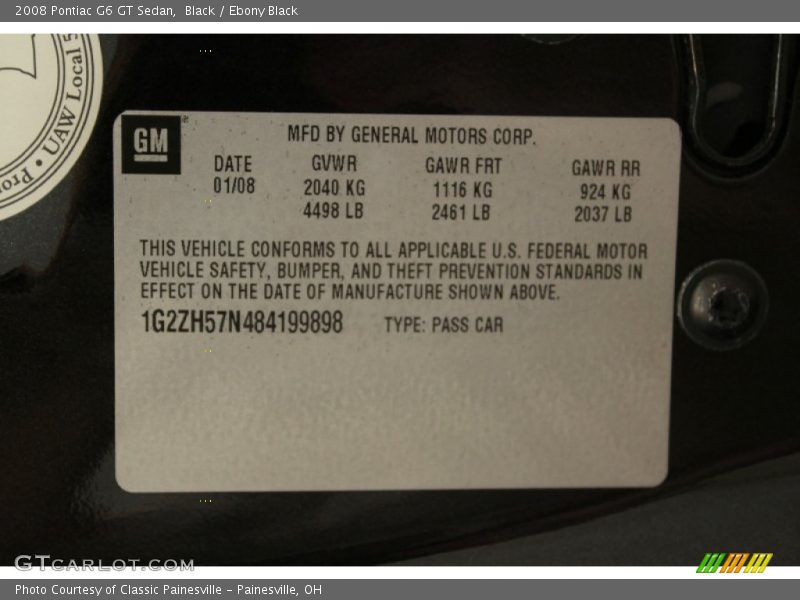 2008 Pontiac G6 GT Sedan,  Black / Ebony Black
UAW Local 5
GM
MFD BY GENERAL MOTORS CORP.
DATE GVWR GAWR FRT GAWR RR
01/08 2040 KG 1116 KG 924 KG
4498 LB 2461 LB 2037 LB
THIS VEHICLE CONFORMS TO ALL APPLICABLE U.S. FEDERAL MOTOR
VEHICLE SAFETY, BUMPER, AND THEFT PREVENTION STANDARDS IN
EFFECT ON THE DATE OF MANUFACTURE SHOWN ABOVE.
1G2ZH57N484199898 TYPE: PASS CAR
GTCARLOT.COM
Photo Courtesy of Classic Painesville - Painesville, OH